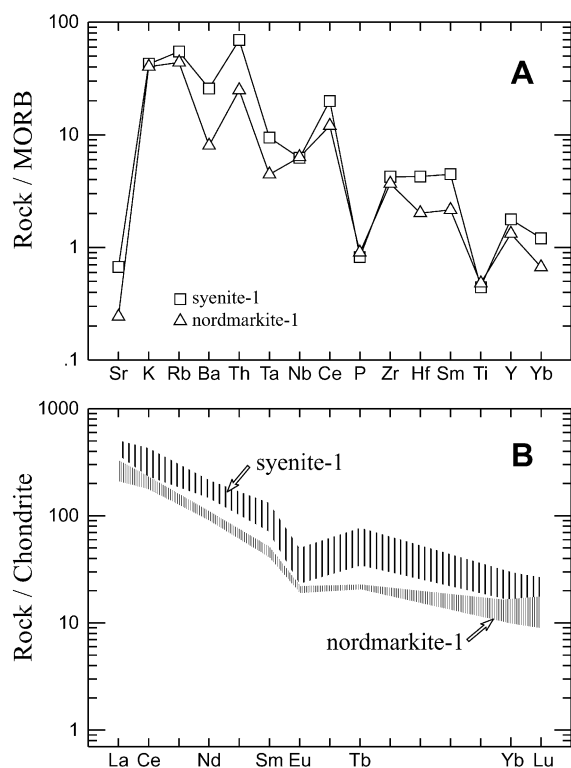 100
A
10
Rock / MORB
1
syenite-1
nordmarkite-1
.1
Sr K Rb Ba Th Ta Nb Ce P Zr Hf Sm Ti Y Yb
1000
B
syenite-1
100
Rock / Chondrite
10
nordmarkite-1
1
La Ce Nd Sm Eu Tb Yb Lu